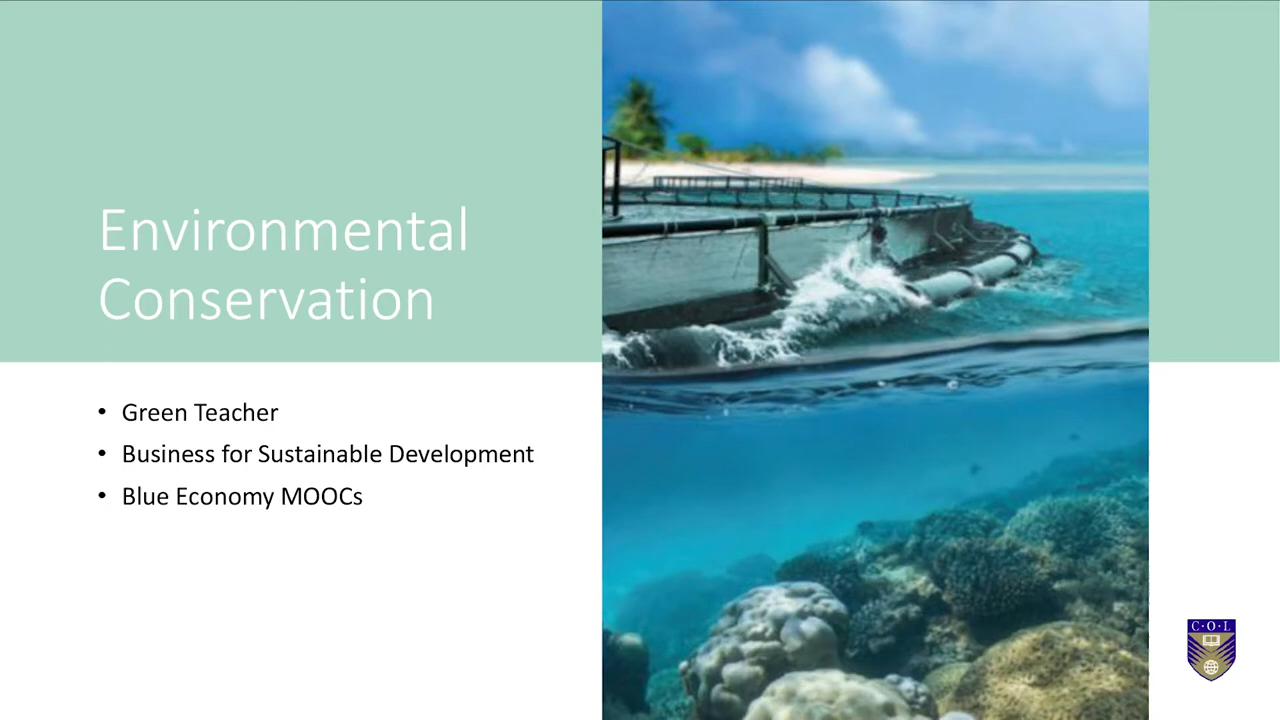 Environmental
Conservation
• Green Teacher
• Business for Sustainable Development
• Blue Economy MOOCs
C·O·L